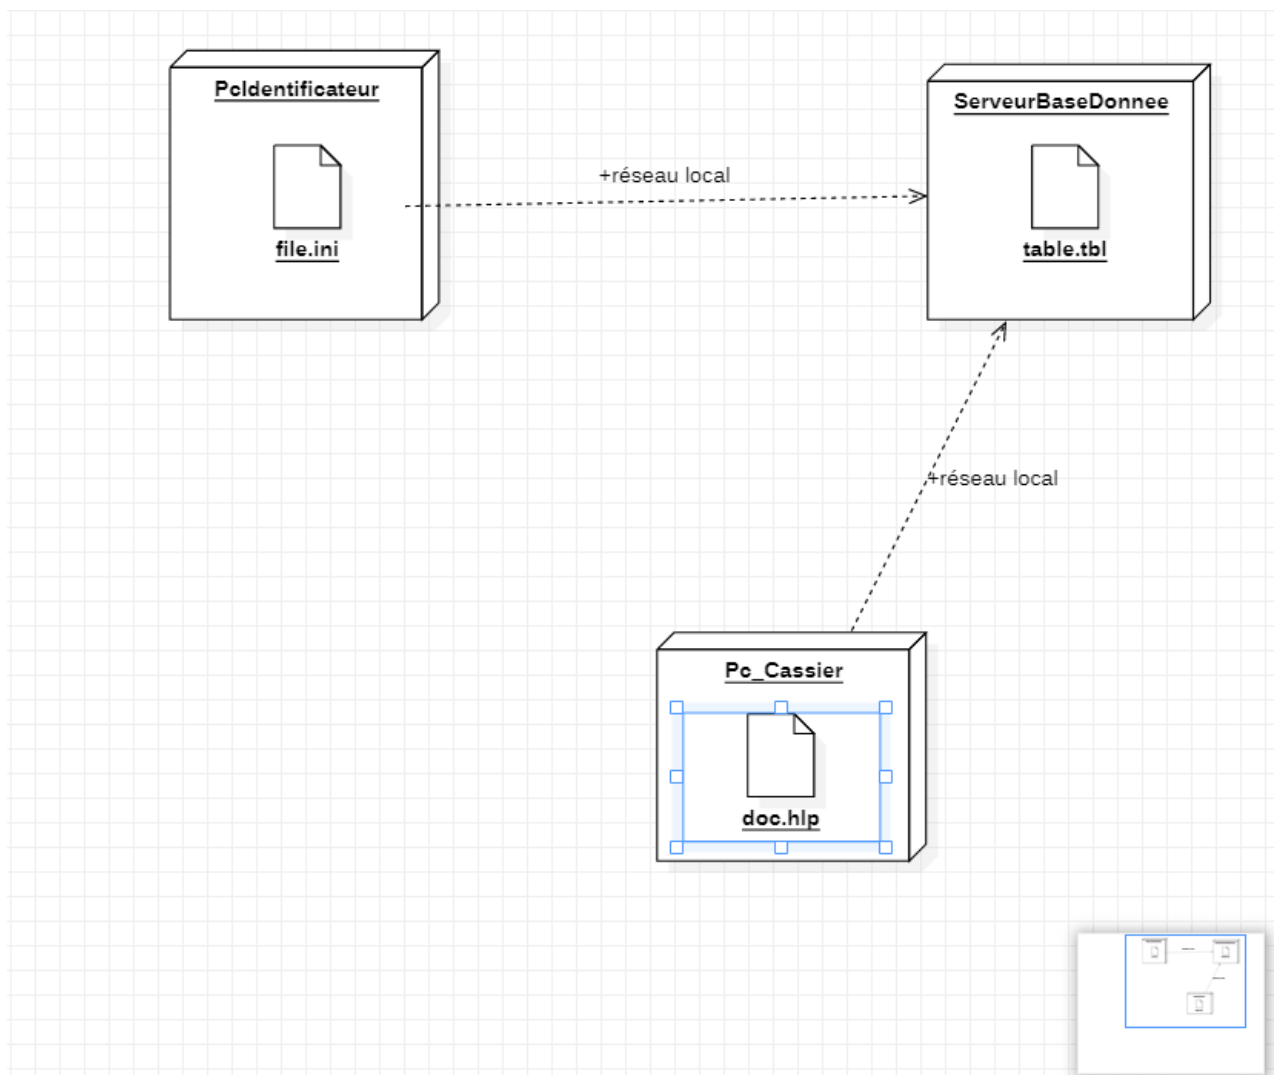 PcIdentificateur
file.ini
+réseau local
ServeurBaseDonnee
table.tbl
+réseau local
Pc_Cassier
doc.hlp